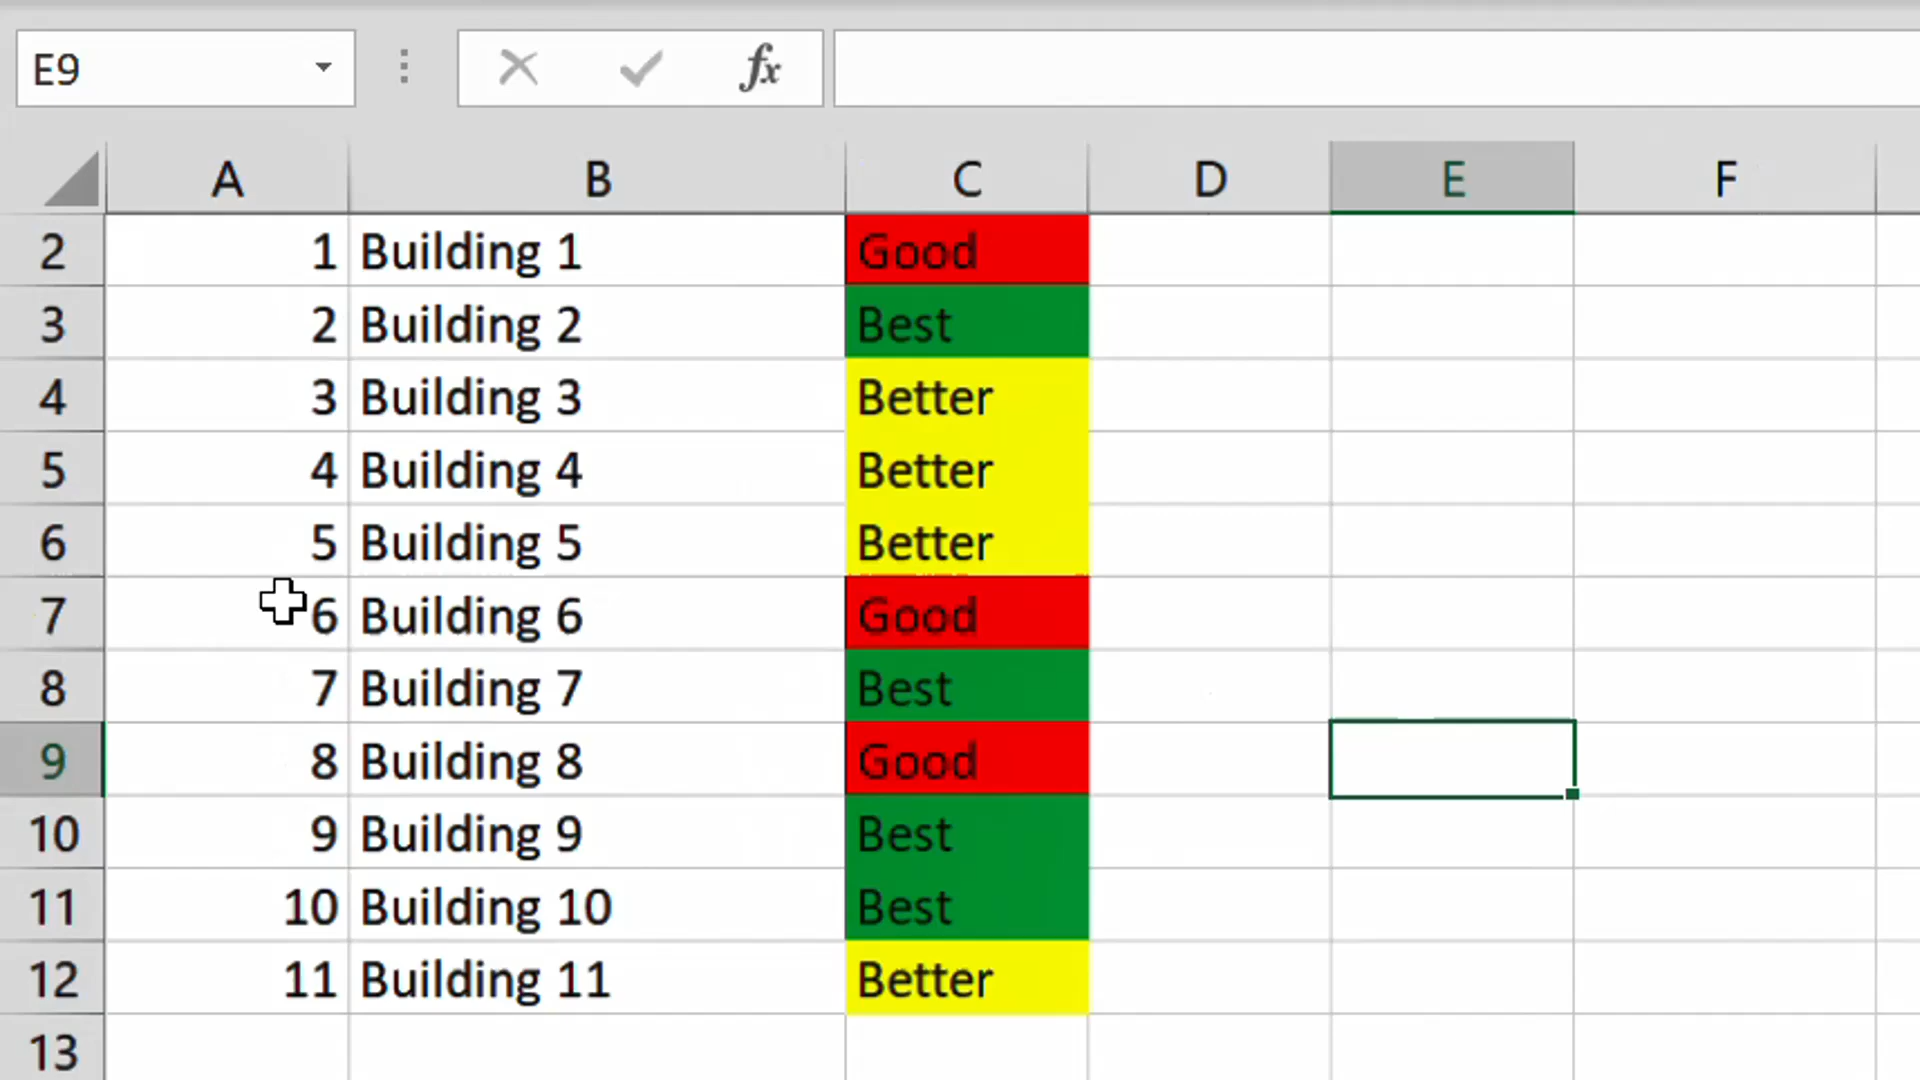 E9 fx
A B C D E F
2 1 Building 1 Good
3 2 Building 2 Best
4 3 Building 3 Better
5 4 Building 4 Better
6 5 Building 5 Better
7 6 Building 6 Good
8 7 Building 7 Best
9 8 Building 8 Good
10 9 Building 9 Best
11 10 Building 10 Best
12 11 Building 11 Better
13